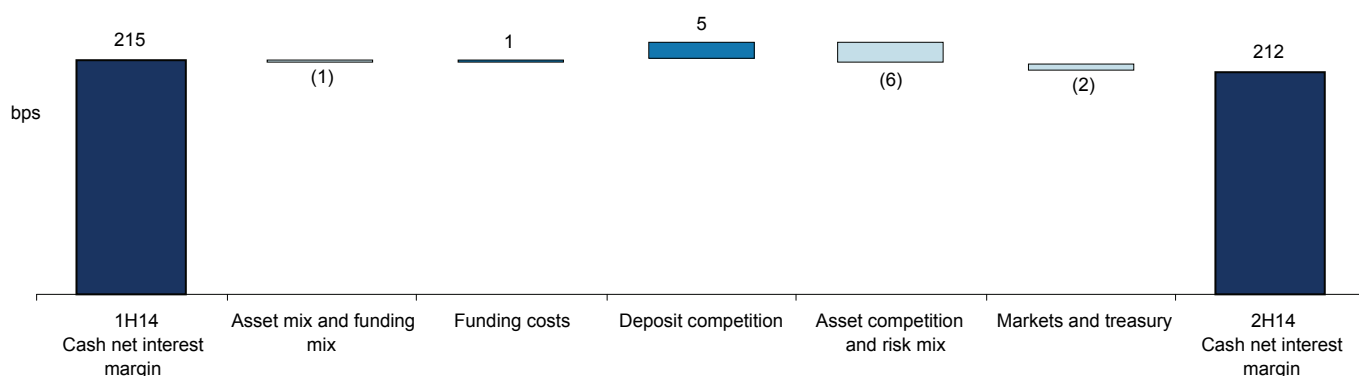 215
(1)
1
5
(6)
(2)
212
bps
1H14
Cash net interest
margin
Asset mix and funding
mix
Funding costs
Deposit competition
Asset competition
and risk mix
Markets and treasury
2H14
Cash net interest
margin